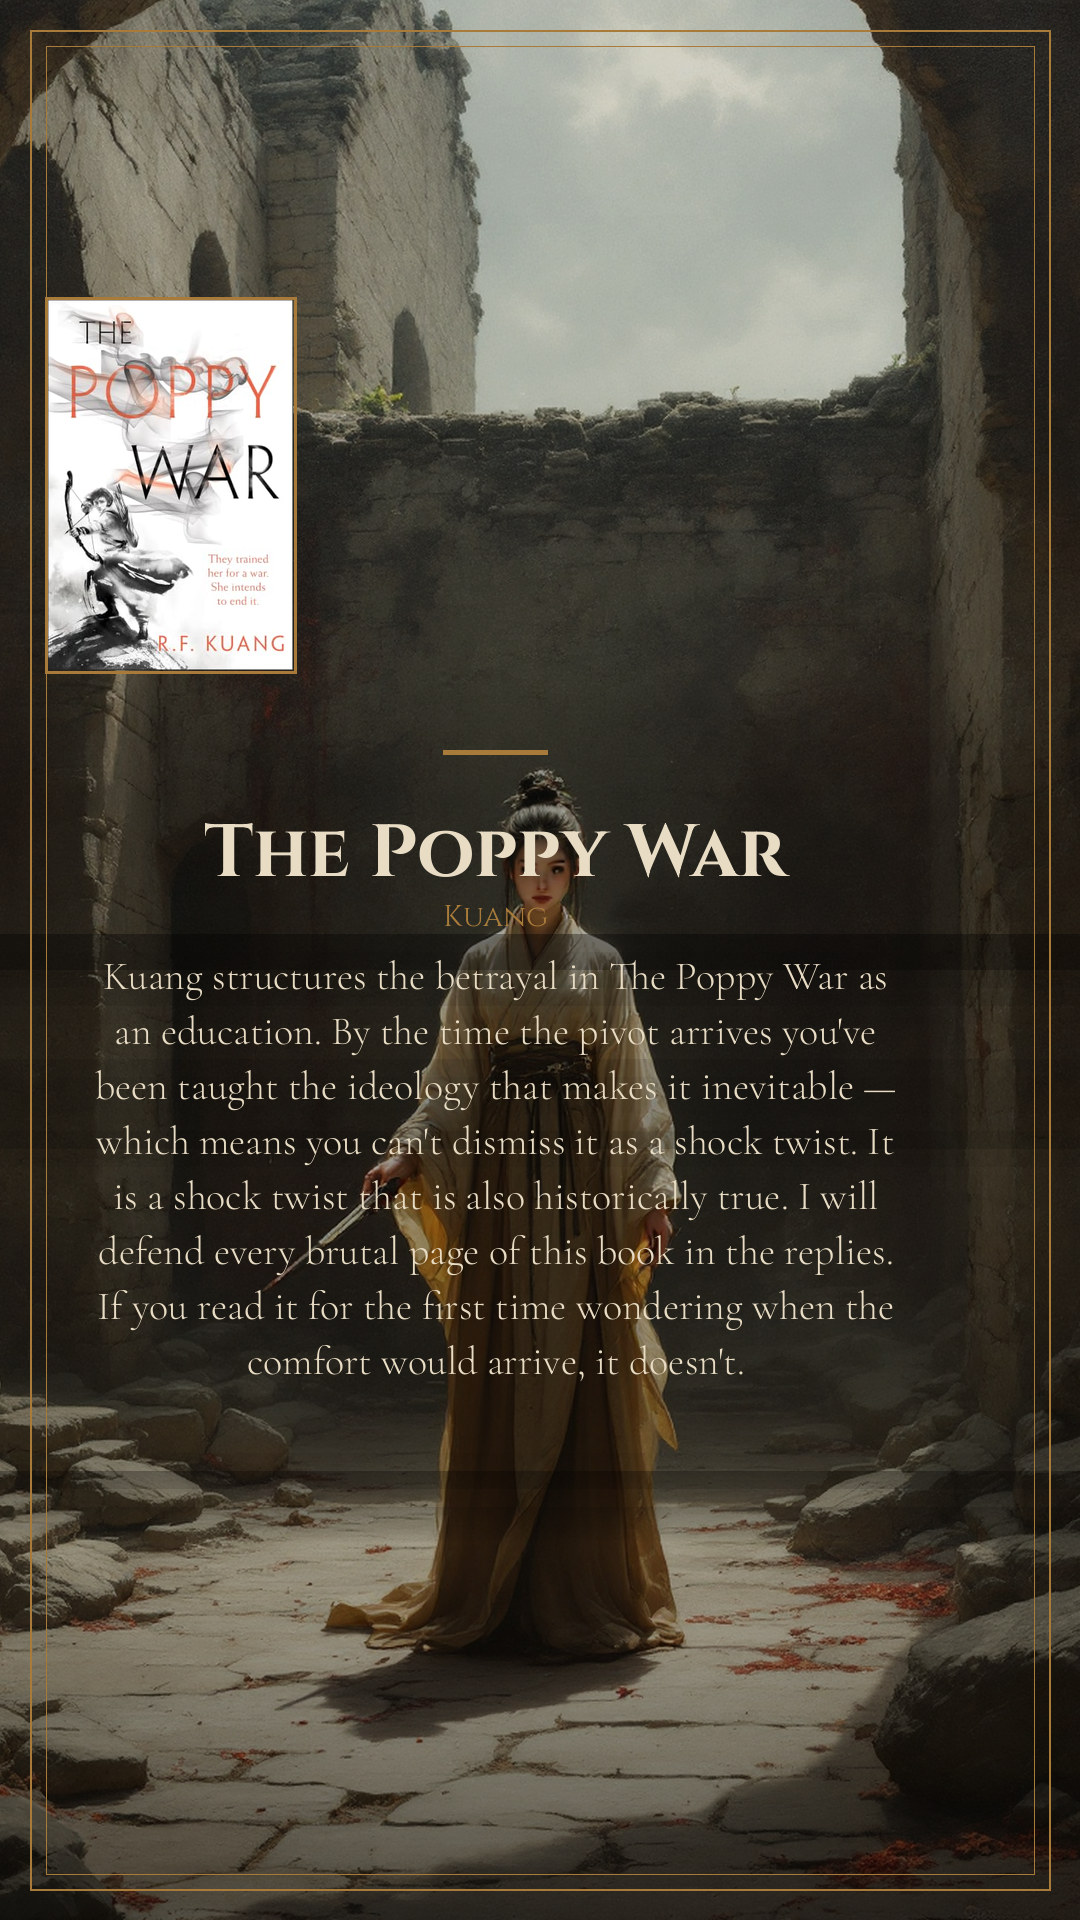 THE
POPPY
WAR
They trained
her for a war.
She intends
to end it.
R.F. KUANG
The Poppy War
Kuang
Kuang structures the betrayal in The Poppy War as
an education. By the time the pivot arrives you've
been taught the ideology that makes it inevitable —
which means you can't dismiss it as a shock twist. It
is a shock twist that is also historically true. I will
defend every brutal page of this book in the replies.
If you read it for the first time wondering when the
comfort would arrive, it doesn't.